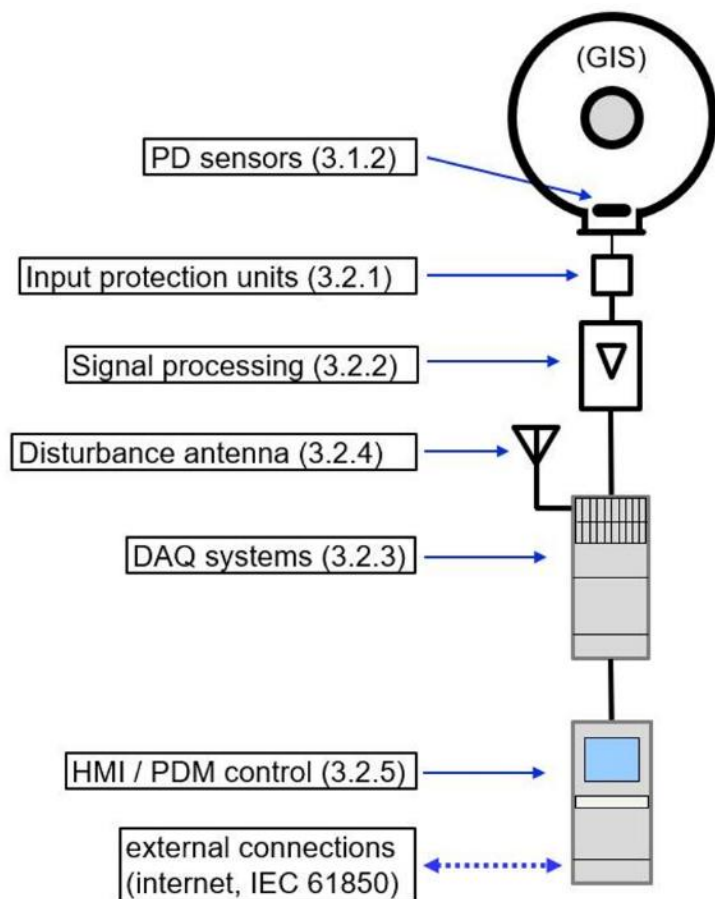 (GIS)
PD sensors (3.1.2)
Input protection units (3.2.1)
Signal processing (3.2.2)
Disturbance antenna (3.2.4)
DAQ systems (3.2.3)
HMI / PDM control (3.2.5)
external connections
(internet, IEC 61850)